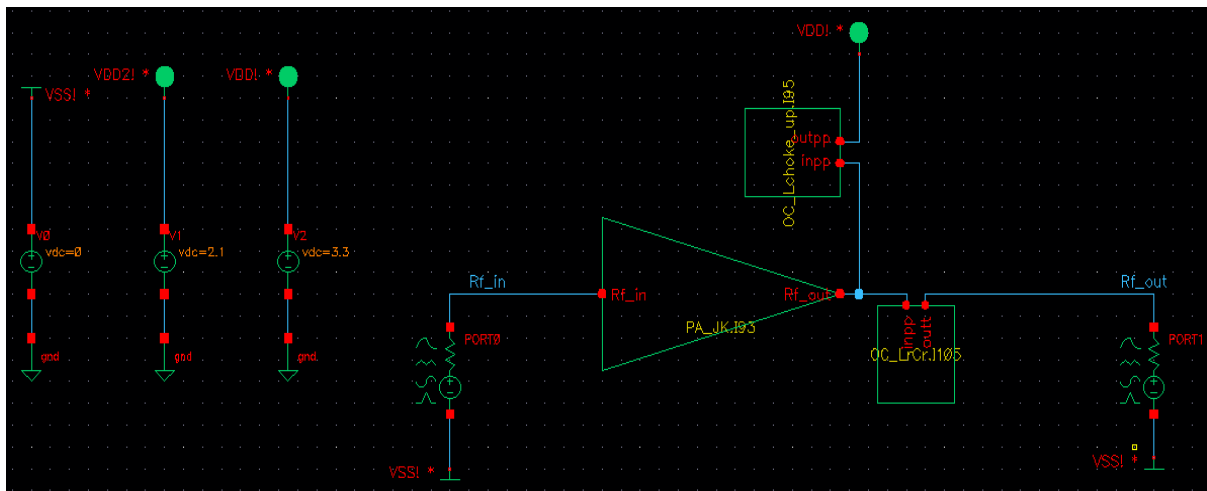 VDD! *
VDD2! *
VDD! *
VSS! *
OC_Lchoke_up.I95
outpp
inpp
V0
vdc=0
V1
vdc=2.1
V2
vdc=3.3
Rf_in
Rf_in
Rf_out
Rf_out
PA_JK.I93
inpp
outt
OC_LrCr.I105
PORT0
PORT1
gnd
gnd
gnd
VSS! *
VSS! *